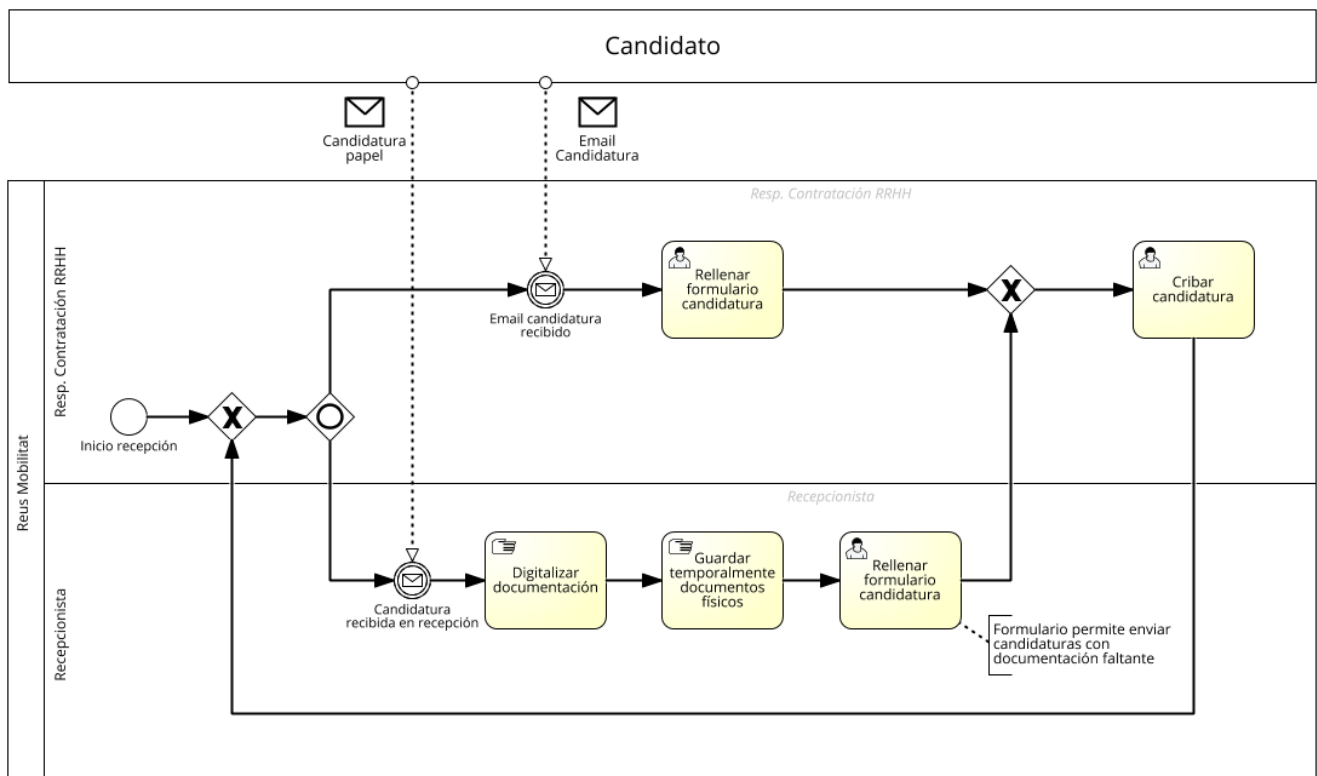 Candidato
Candidatura
papel
Email
Candidatura
Resp. Contratación RRHH
Reus Mobilitat
Resp. Contratación RRHH
Rellenar
formulario
candidatura
Cribar
candidatura
Email candidatura
recibido
X
Inicio recepción
X
Recepcionista
Recepcionista
Digitalizar
documentación
Guardar
temporalmente
documentos
físicos
Rellenar
formulario
candidatura
Candidatura
recibida en recepción
Formulario permite enviar
candidaturas con
documentación faltante